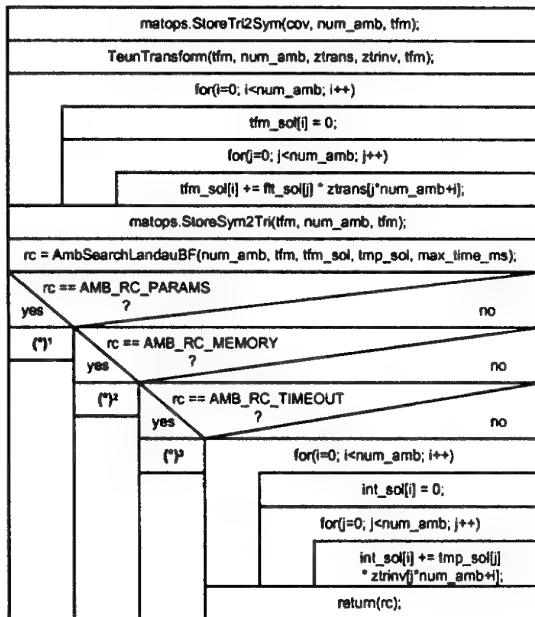 matops.StoreTri2Sym(cov, num_amb, tfm);
TeunTransform(tfm, num_amb, ztrans, ztrinv, tfm);
for(i=0; i<num_amb; i++)
tfm_sol[i] = 0;
for(j=0; j<num_amb; j++)
tfm_sol[i] += flt_sol[j] * ztrans[j*num_amb+i];
matops.StoreSym2Tri(tfm, num_amb, tfm);
rc = AmbSearchLandauBF(num_amb, tfm, tfm_sol, tmp_sol, max_time_ms);
rc == AMB_RC_PARAMS
?
yes no
(*)¹ rc == AMB_RC_MEMORY
?
yes no
(*)² rc == AMB_RC_TIMEOUT
?
yes no
(*)³ for(i=0; i<num_amb; i++)
int_sol[i] = 0;
for(j=0; j<num_amb; j++)
int_sol[i] += tmp_sol[j]
* ztrinv[j*num_amb+i];
return(rc);